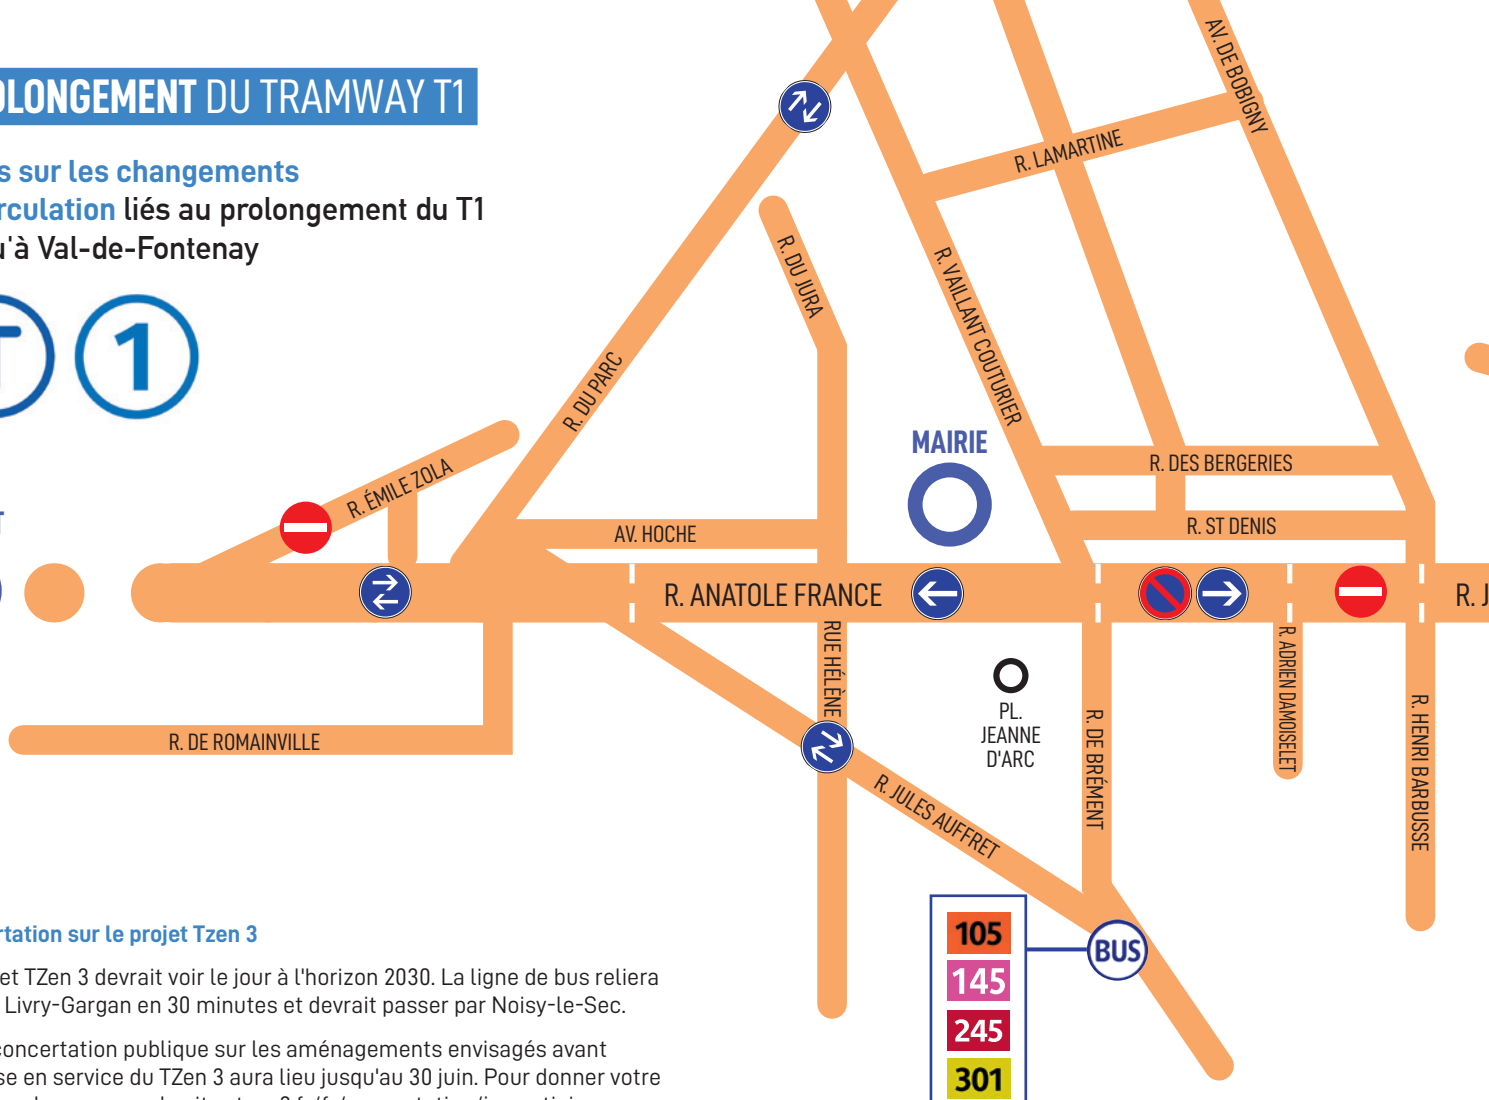 OLONGEMENT DU TRAMWAY T1
s sur les changements
rculation liés au prolongement du T1
u'à Val-de-Fontenay
T 1
AV. DE BOBIGNY
R. LAMARTINE
R. DU JURA
R. VAILLANT COUTURIER
R. DU PARC
MAIRIE
R. ÉMILE ZOLA
R. DES BERGERIES
AV. HOCHE
R. ST DENIS
T
R. ANATOLE FRANCE
R. J
RUE HÉLÈNE
R. ADRIEN DAMOISELET
PL.
JEANNE
D'ARC
R. DE BRÉMENT
R. HENRI BARBUSSE
R. DE ROMAINVILLE
R. JULES AUFFRET
105
145
245
301
BUS
rtation sur le projet Tzen 3
et TZen 3 devrait voir le jour à l'horizon 2030. La ligne de bus reliera
Livry-Gargan en 30 minutes et devrait passer par Noisy-le-Sec.
concertation publique sur les aménagements envisagés avant
se en service du TZen 3 aura lieu jusqu'au 30 juin. Pour donner votre